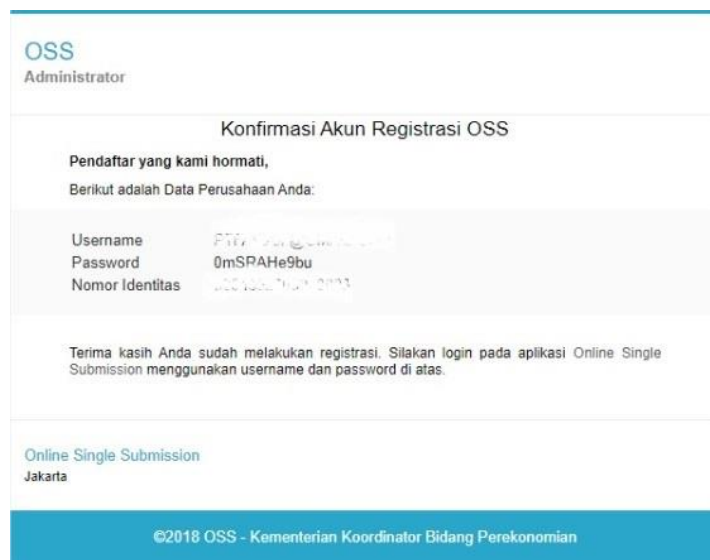 OSS
Administrator
Konfirmasi Akun Registrasi OSS
Pendaftar yang kami hormati,
Berikut adalah Data Perusahaan Anda:
Username
Password 0mSRAHe9bu
Nomor Identitas
Terima kasih Anda sudah melakukan registrasi. Silakan login pada aplikasi Online Single
Submission menggunakan username dan password di atas.
Online Single Submission
Jakarta
©2018 OSS - Kementerian Koordinator Bidang Perekonomian